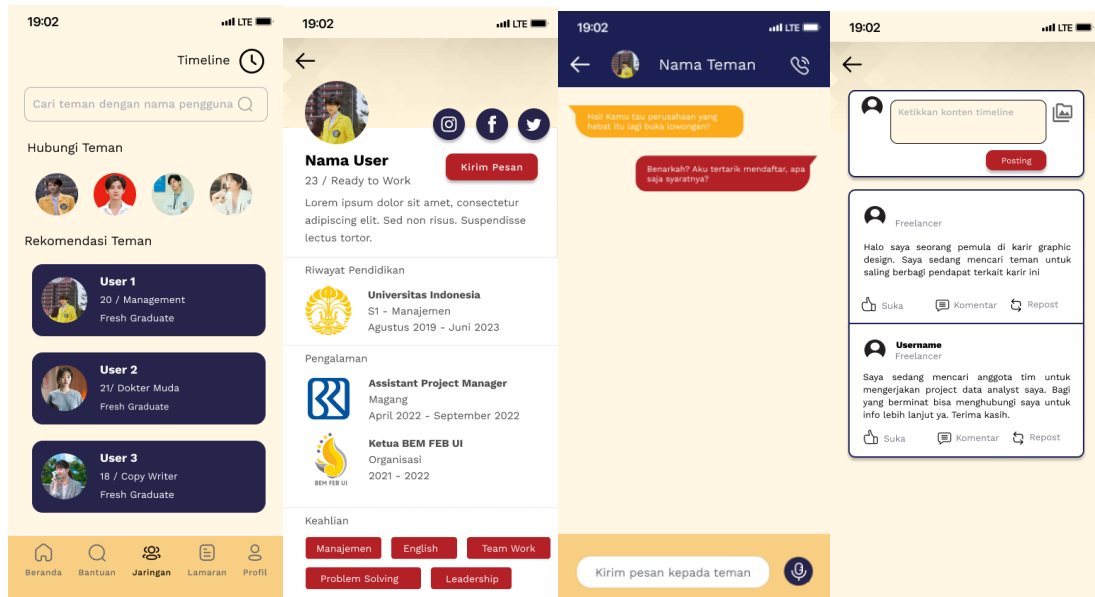 19:02
LTE
Timeline
Cari teman dengan nama pengguna
Hubungi Teman
Rekomendasi Teman
User 1
20 / Management
Fresh Graduate
User 2
21/ Dokter Muda
Fresh Graduate
User 3
18 / Copy Writer
Fresh Graduate
Beranda
Bantuan
Jaringan
Lamaran
Profil
19:02
LTE
Nama User
23 / Ready to Work
Kirim Pesan
Lorem ipsum dolor sit amet, consectetur
adipiscing elit. Sed non risus. Suspendisse
lectus tortor.
Riwayat Pendidikan
Universitas Indonesia
S1 - Manajemen
Agustus 2019 - Juni 2023
Pengalaman
Assistant Project Manager
Magang
April 2022 - September 2022
Ketua BEM FEB UI
Organisasi
2021 - 2022
BEM FEB UI
Keahlian
Manajemen
English
Team Work
Problem Solving
Leadership
19:02
LTE
Nama Teman
Hai! Kamu tau perusahaan yang
hebat itu lagi buka lowongan?
Benarkah? Aku tertarik mendaftar, apa
saja syaratnya?
Kirim pesan kepada teman
19:02
LTE
Ketikkan konten timeline
Posting
Freelancer
Halo saya seorang pemula di karir graphic
design. Saya sedang mencari teman untuk
saling berbagi pendapat terkait karir ini
Suka
Komentar
Repost
Username
Freelancer
Saya sedang mencari anggota tim untuk
mengerjakan project data analyst saya. Bagi
yang berminat bisa menghubungi saya untuk
info lebih lanjut ya. Terima kasih.
Suka
Komentar
Repost